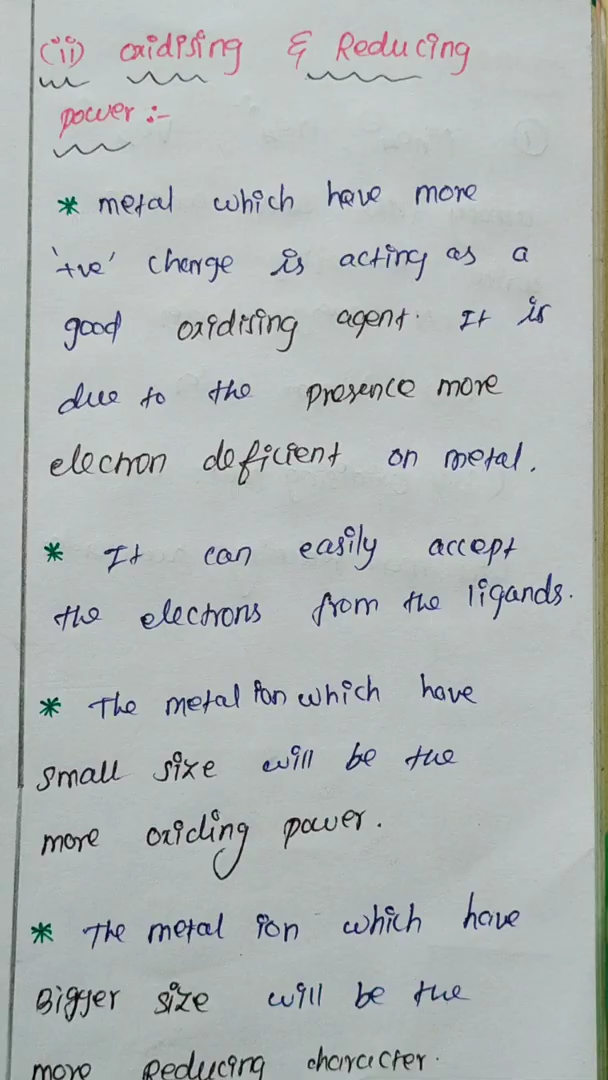 (ii) oxidising & Reducing
power :-
* metal which have more
'+ve' charge is acting as a
good oxidising agent. It is
due to the presence more
electron deficient on metal.
* It can easily accept
the electrons from the ligands.
* The metal ion which have
small size will be the
more oxiding power.
* The metal ion which have
Bigger size will be the
more Reducing character.